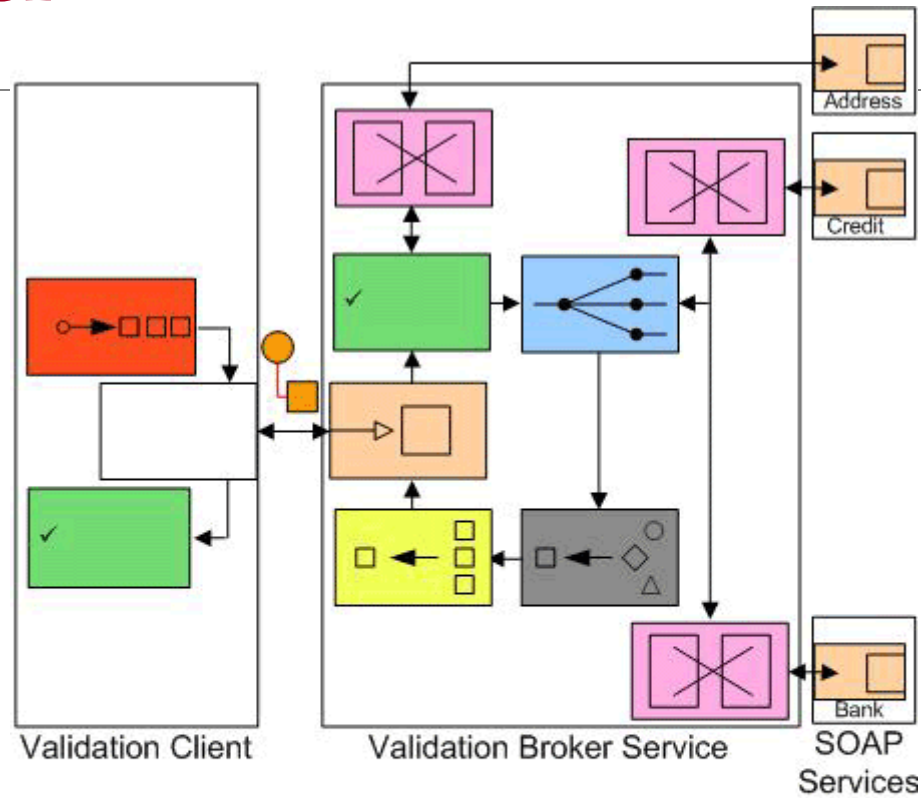 Address
Credit
Bank
Validation Client
Validation Broker Service
SOAP
Services